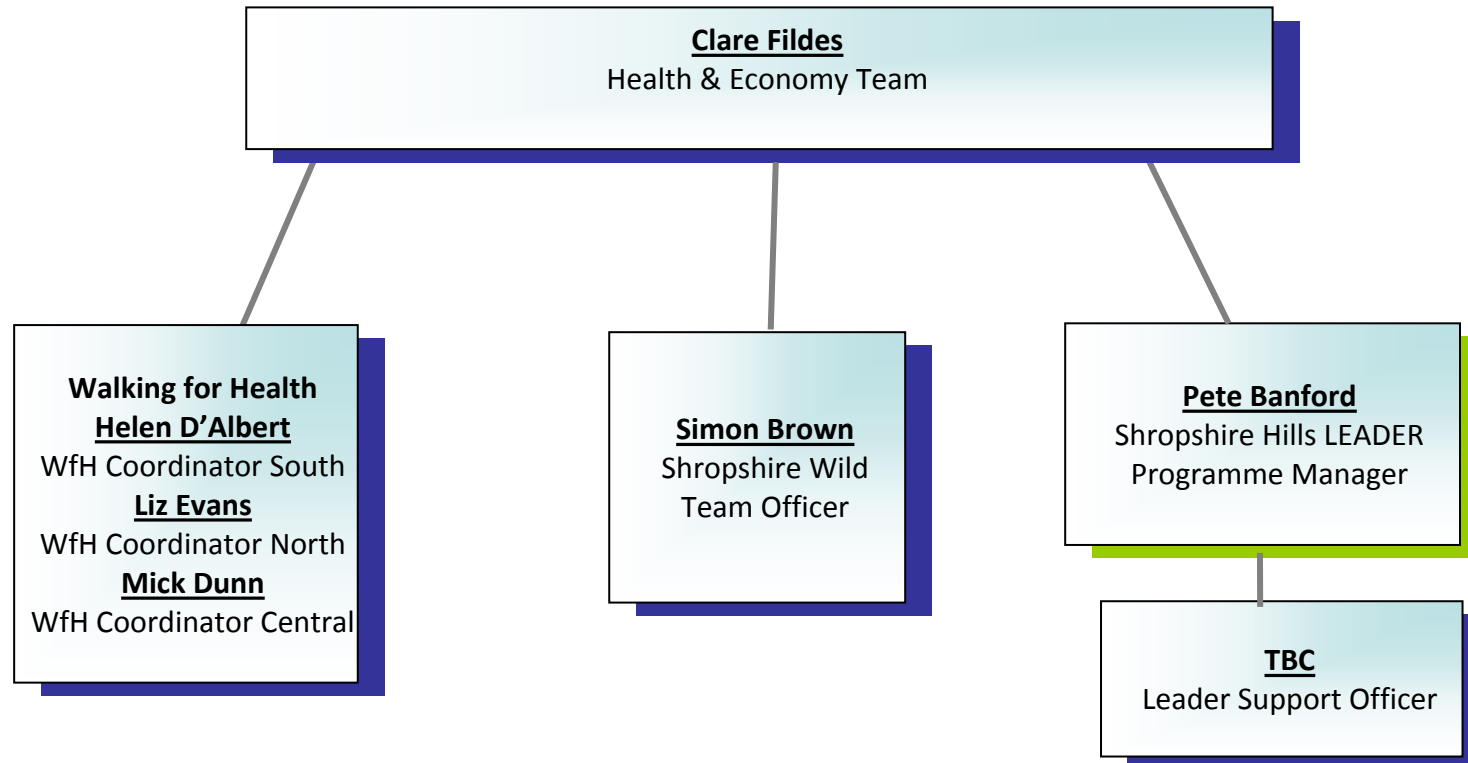 Clare Fildes
Health & Economy Team
Walking for Health
Helen D’Albert
WfH Coordinator South
Liz Evans
WfH Coordinator North
Mick Dunn
WfH Coordinator Central
Simon Brown
Shropshire Wild
Team Officer
Pete Banford
Shropshire Hills LEADER
Programme Manager
TBC
Leader Support Officer